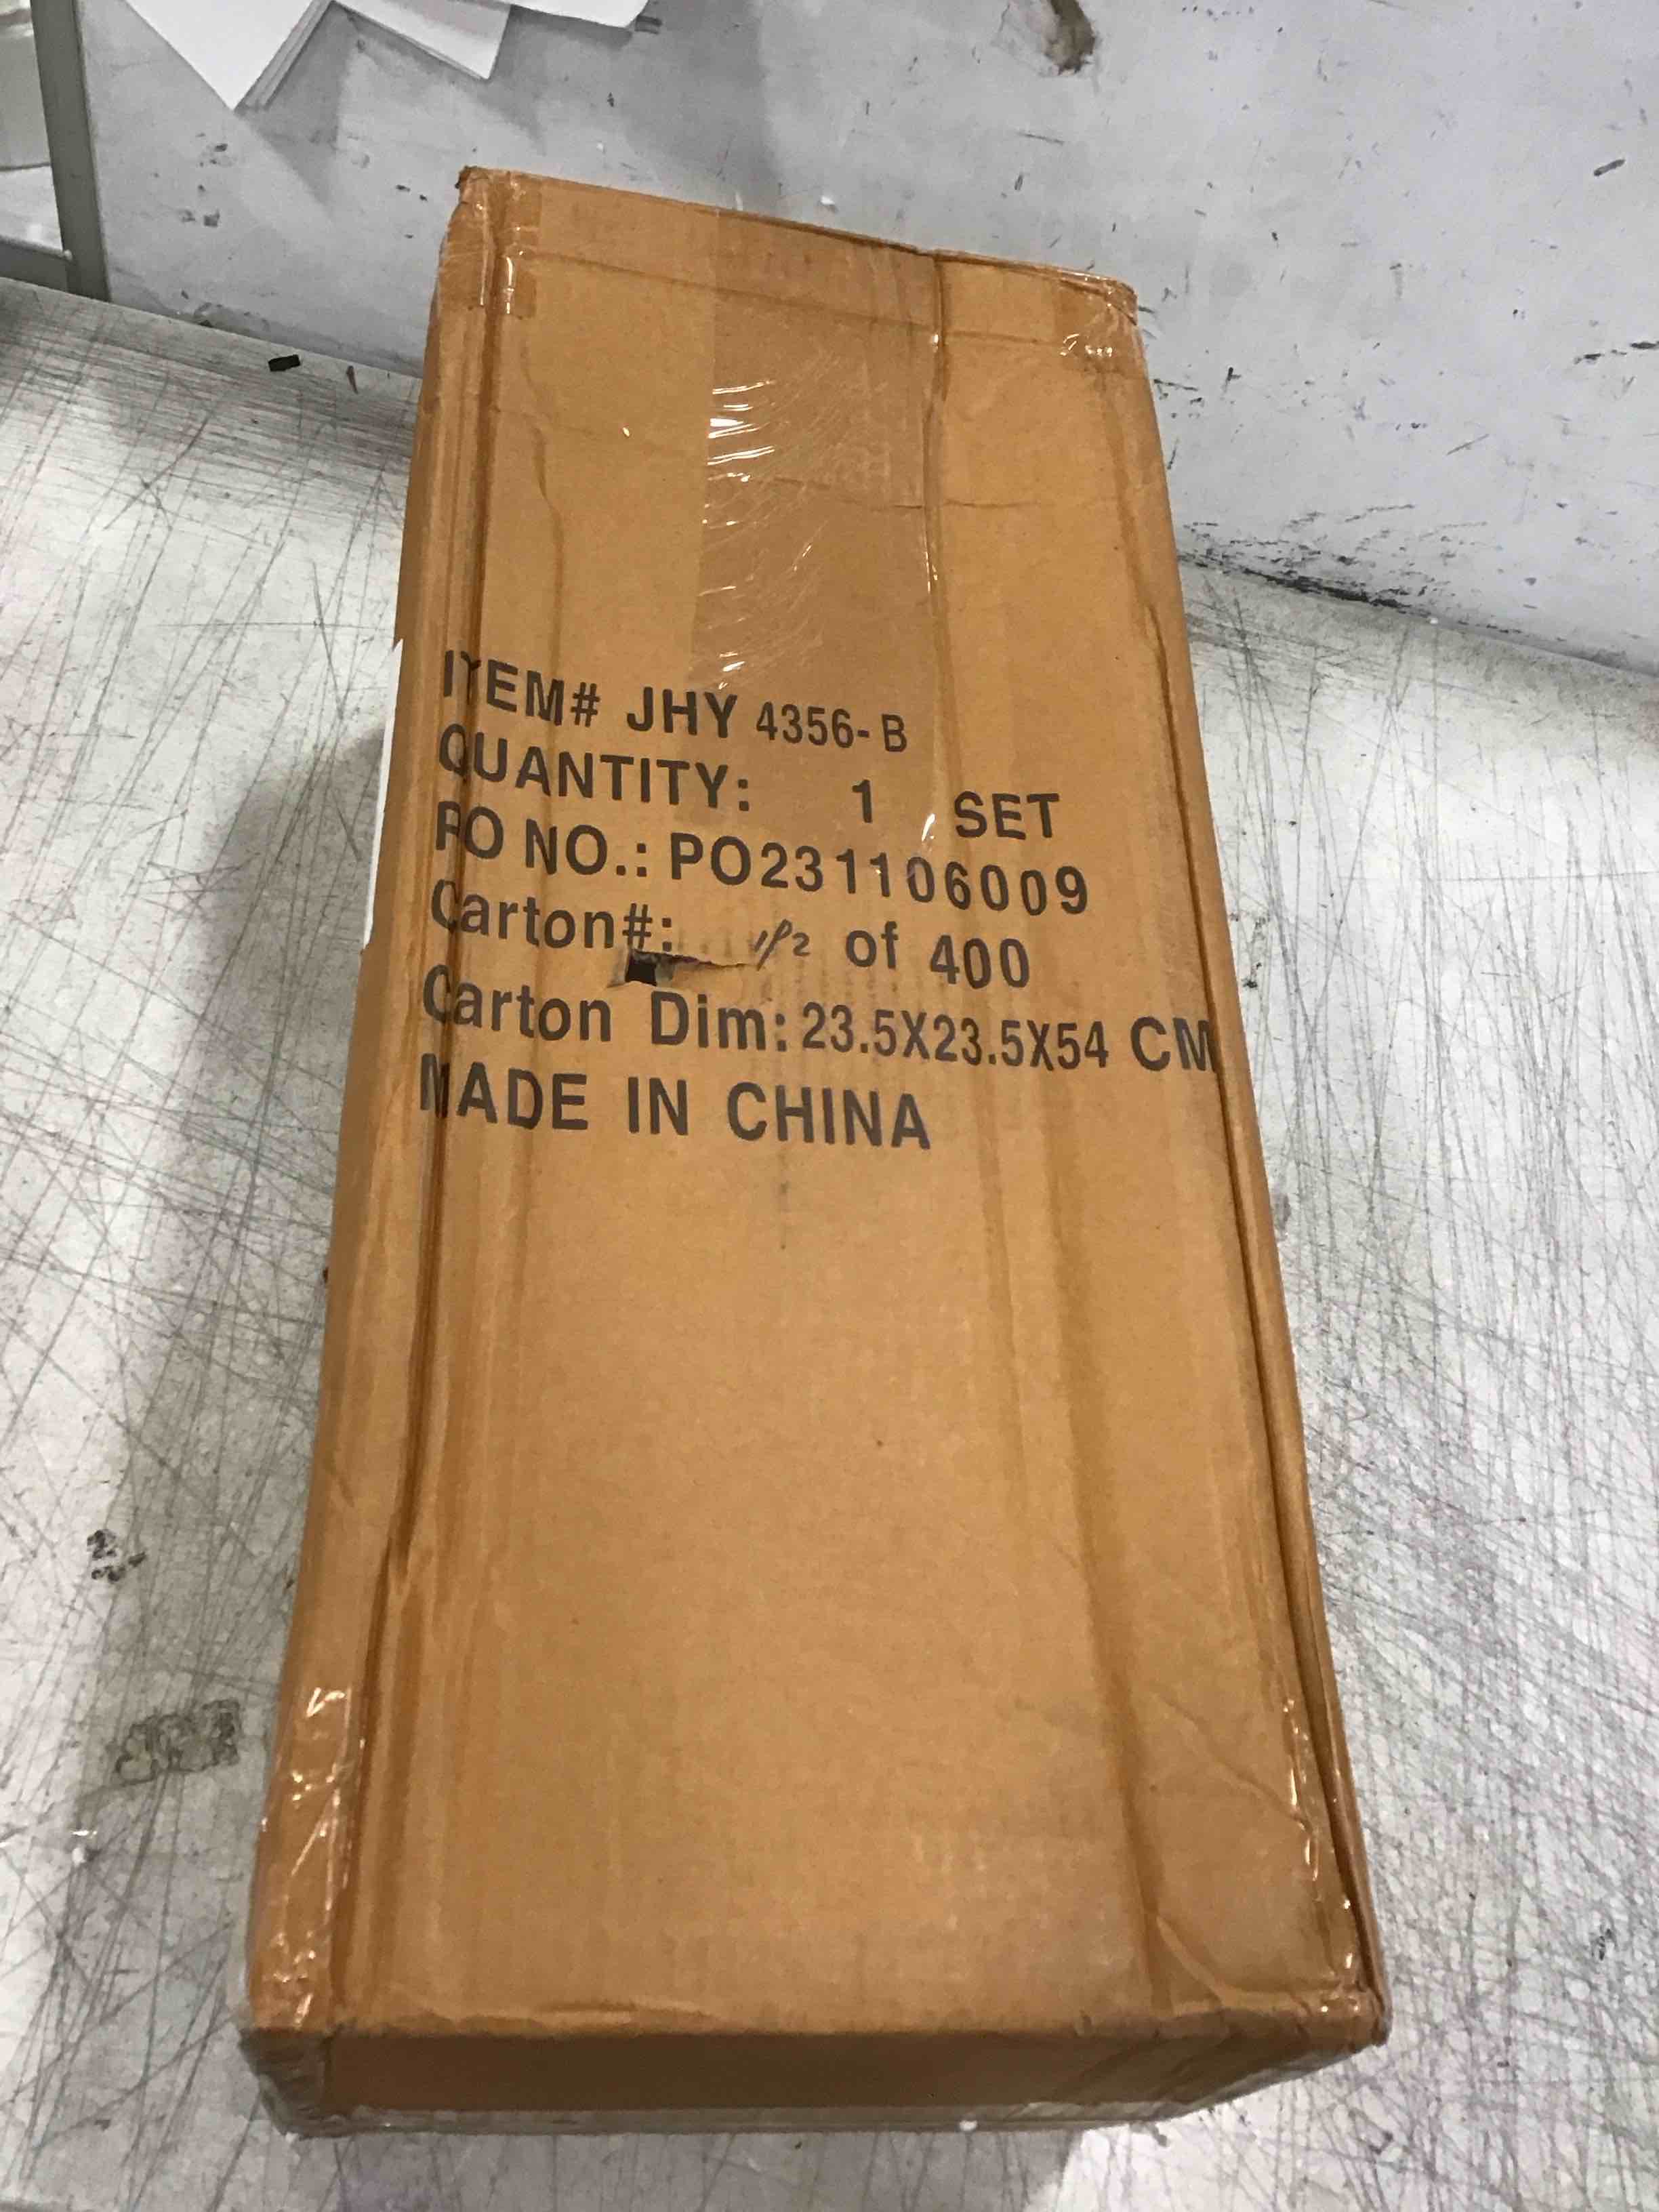 ITEM# JHY 4356-B
QUANTITY: 1 SET
PO NO.: PO231106009
Carton#: of 400
Carton Dim: 23.5X23.5X54 CM
MADE IN CHINA